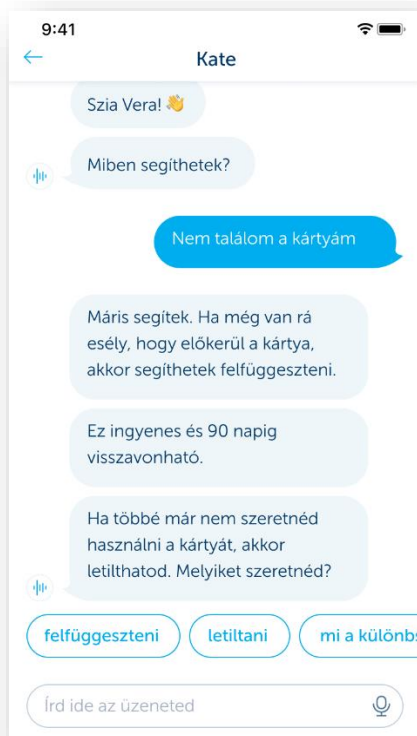 9:41
Kate
Szia Vera! 👋
Miben segíthetek?
Nem találom a kártyám
Máris segítek. Ha még van rá
esély, hogy előkerül a kártya,
akkor segíthetek felfüggeszteni.
Ez ingyenes és 90 napig
visszavonható.
Ha többé már nem szeretnéd
használni a kártyát, akkor
letilthatod. Melyiket szeretnéd?
felfüggeszteni
letiltani
mi a
Írd ide az üzeneted